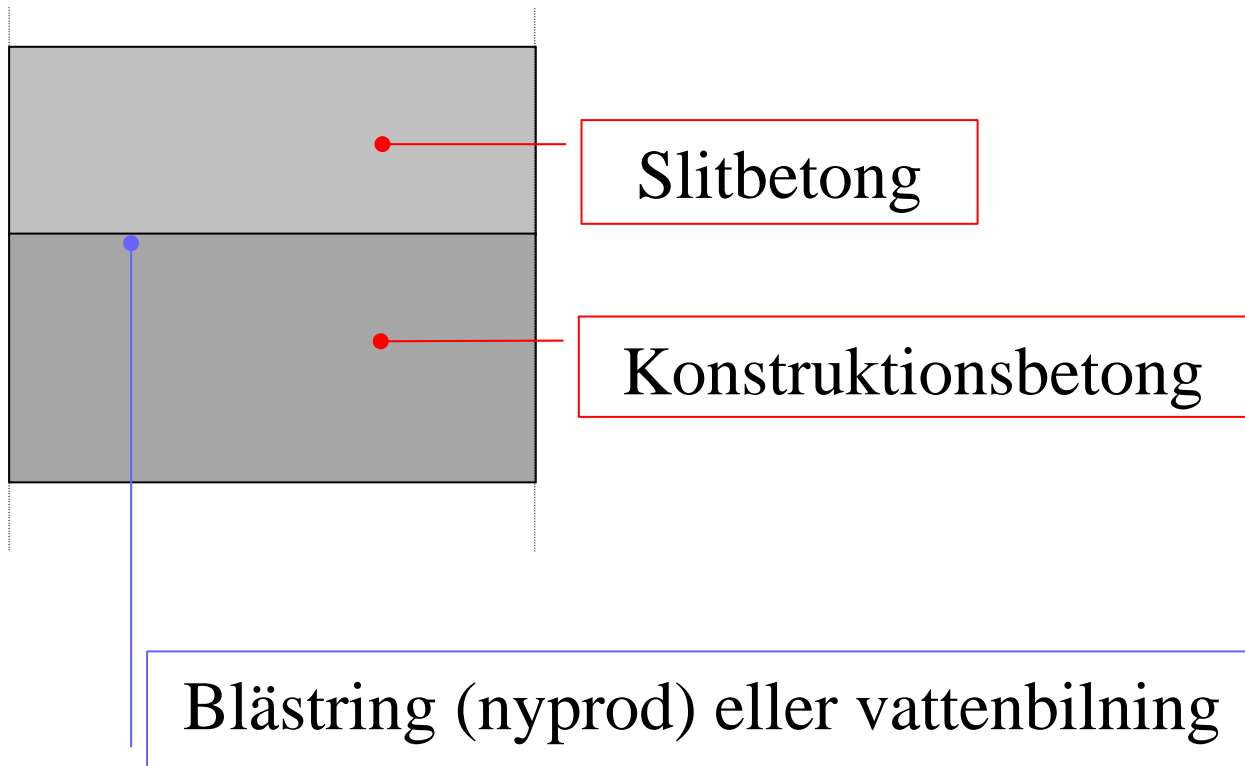 Slitbetong
Konstruktionsbetong
Blästring (nyprod) eller vattenbilning